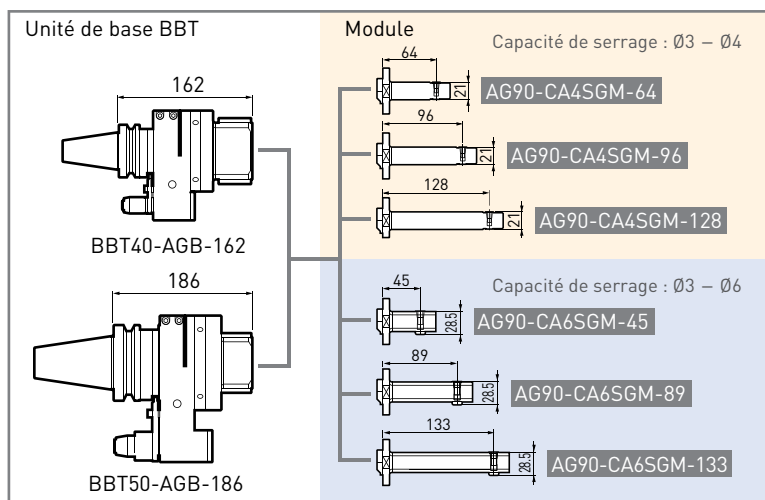 Unité de base BBT
162
BBT40-AGB-162
186
BBT50-AGB-186
Module
Capacité de serrage : Ø3 – Ø4
64
21
AG90-CA4SGM-64
96
21
AG90-CA4SGM-96
128
21
AG90-CA4SGM-128
Capacité de serrage : Ø3 – Ø6
45
28.5
AG90-CA6SGM-45
89
28.5
AG90-CA6SGM-89
133
28.5
AG90-CA6SGM-133